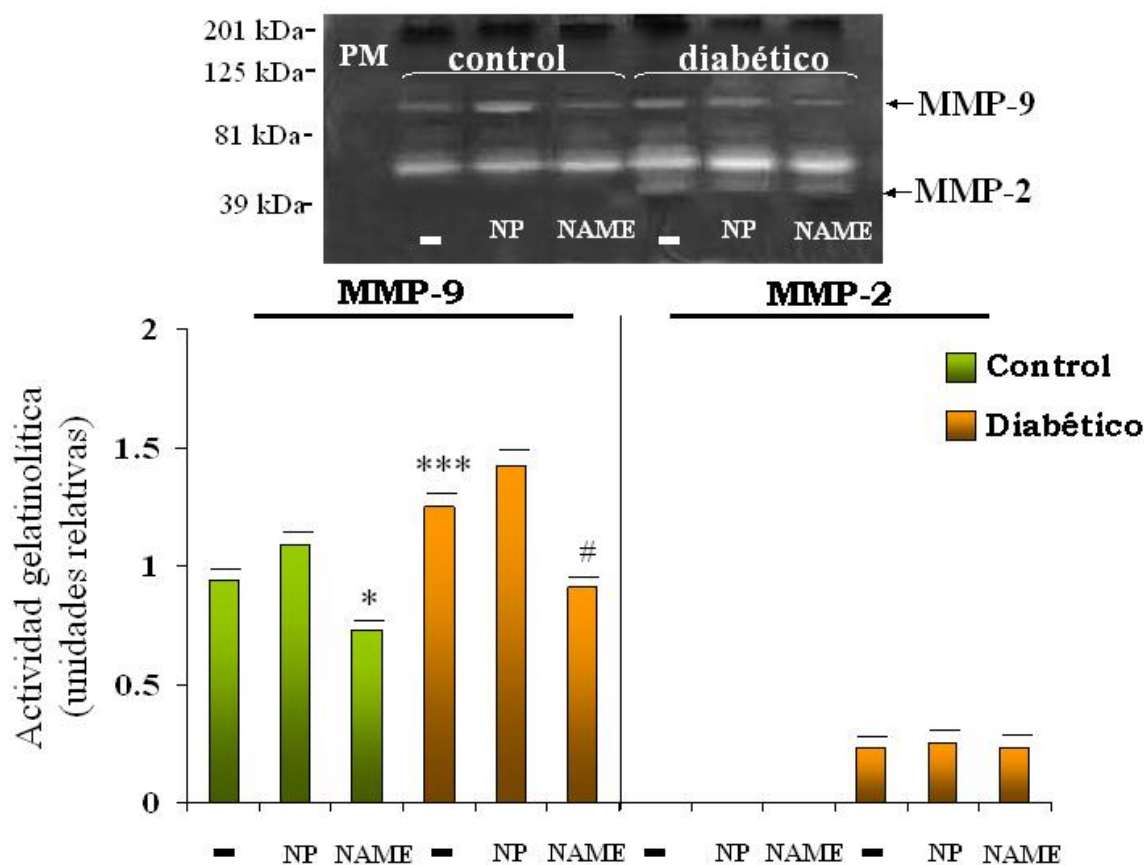 201 kDa-
125 kDa-
81 kDa-
39 kDa-
PM control diabético
MMP-9
MMP-2
- NP NAME - NP NAME
MMP-9 MMP-2
Actividad gelatinolítica
(unidades relativas)
2
1.5
1
0.5
0
* *** #
Control
Diabético
- NP NAME - NP NAME - NP NAME - NP NAME